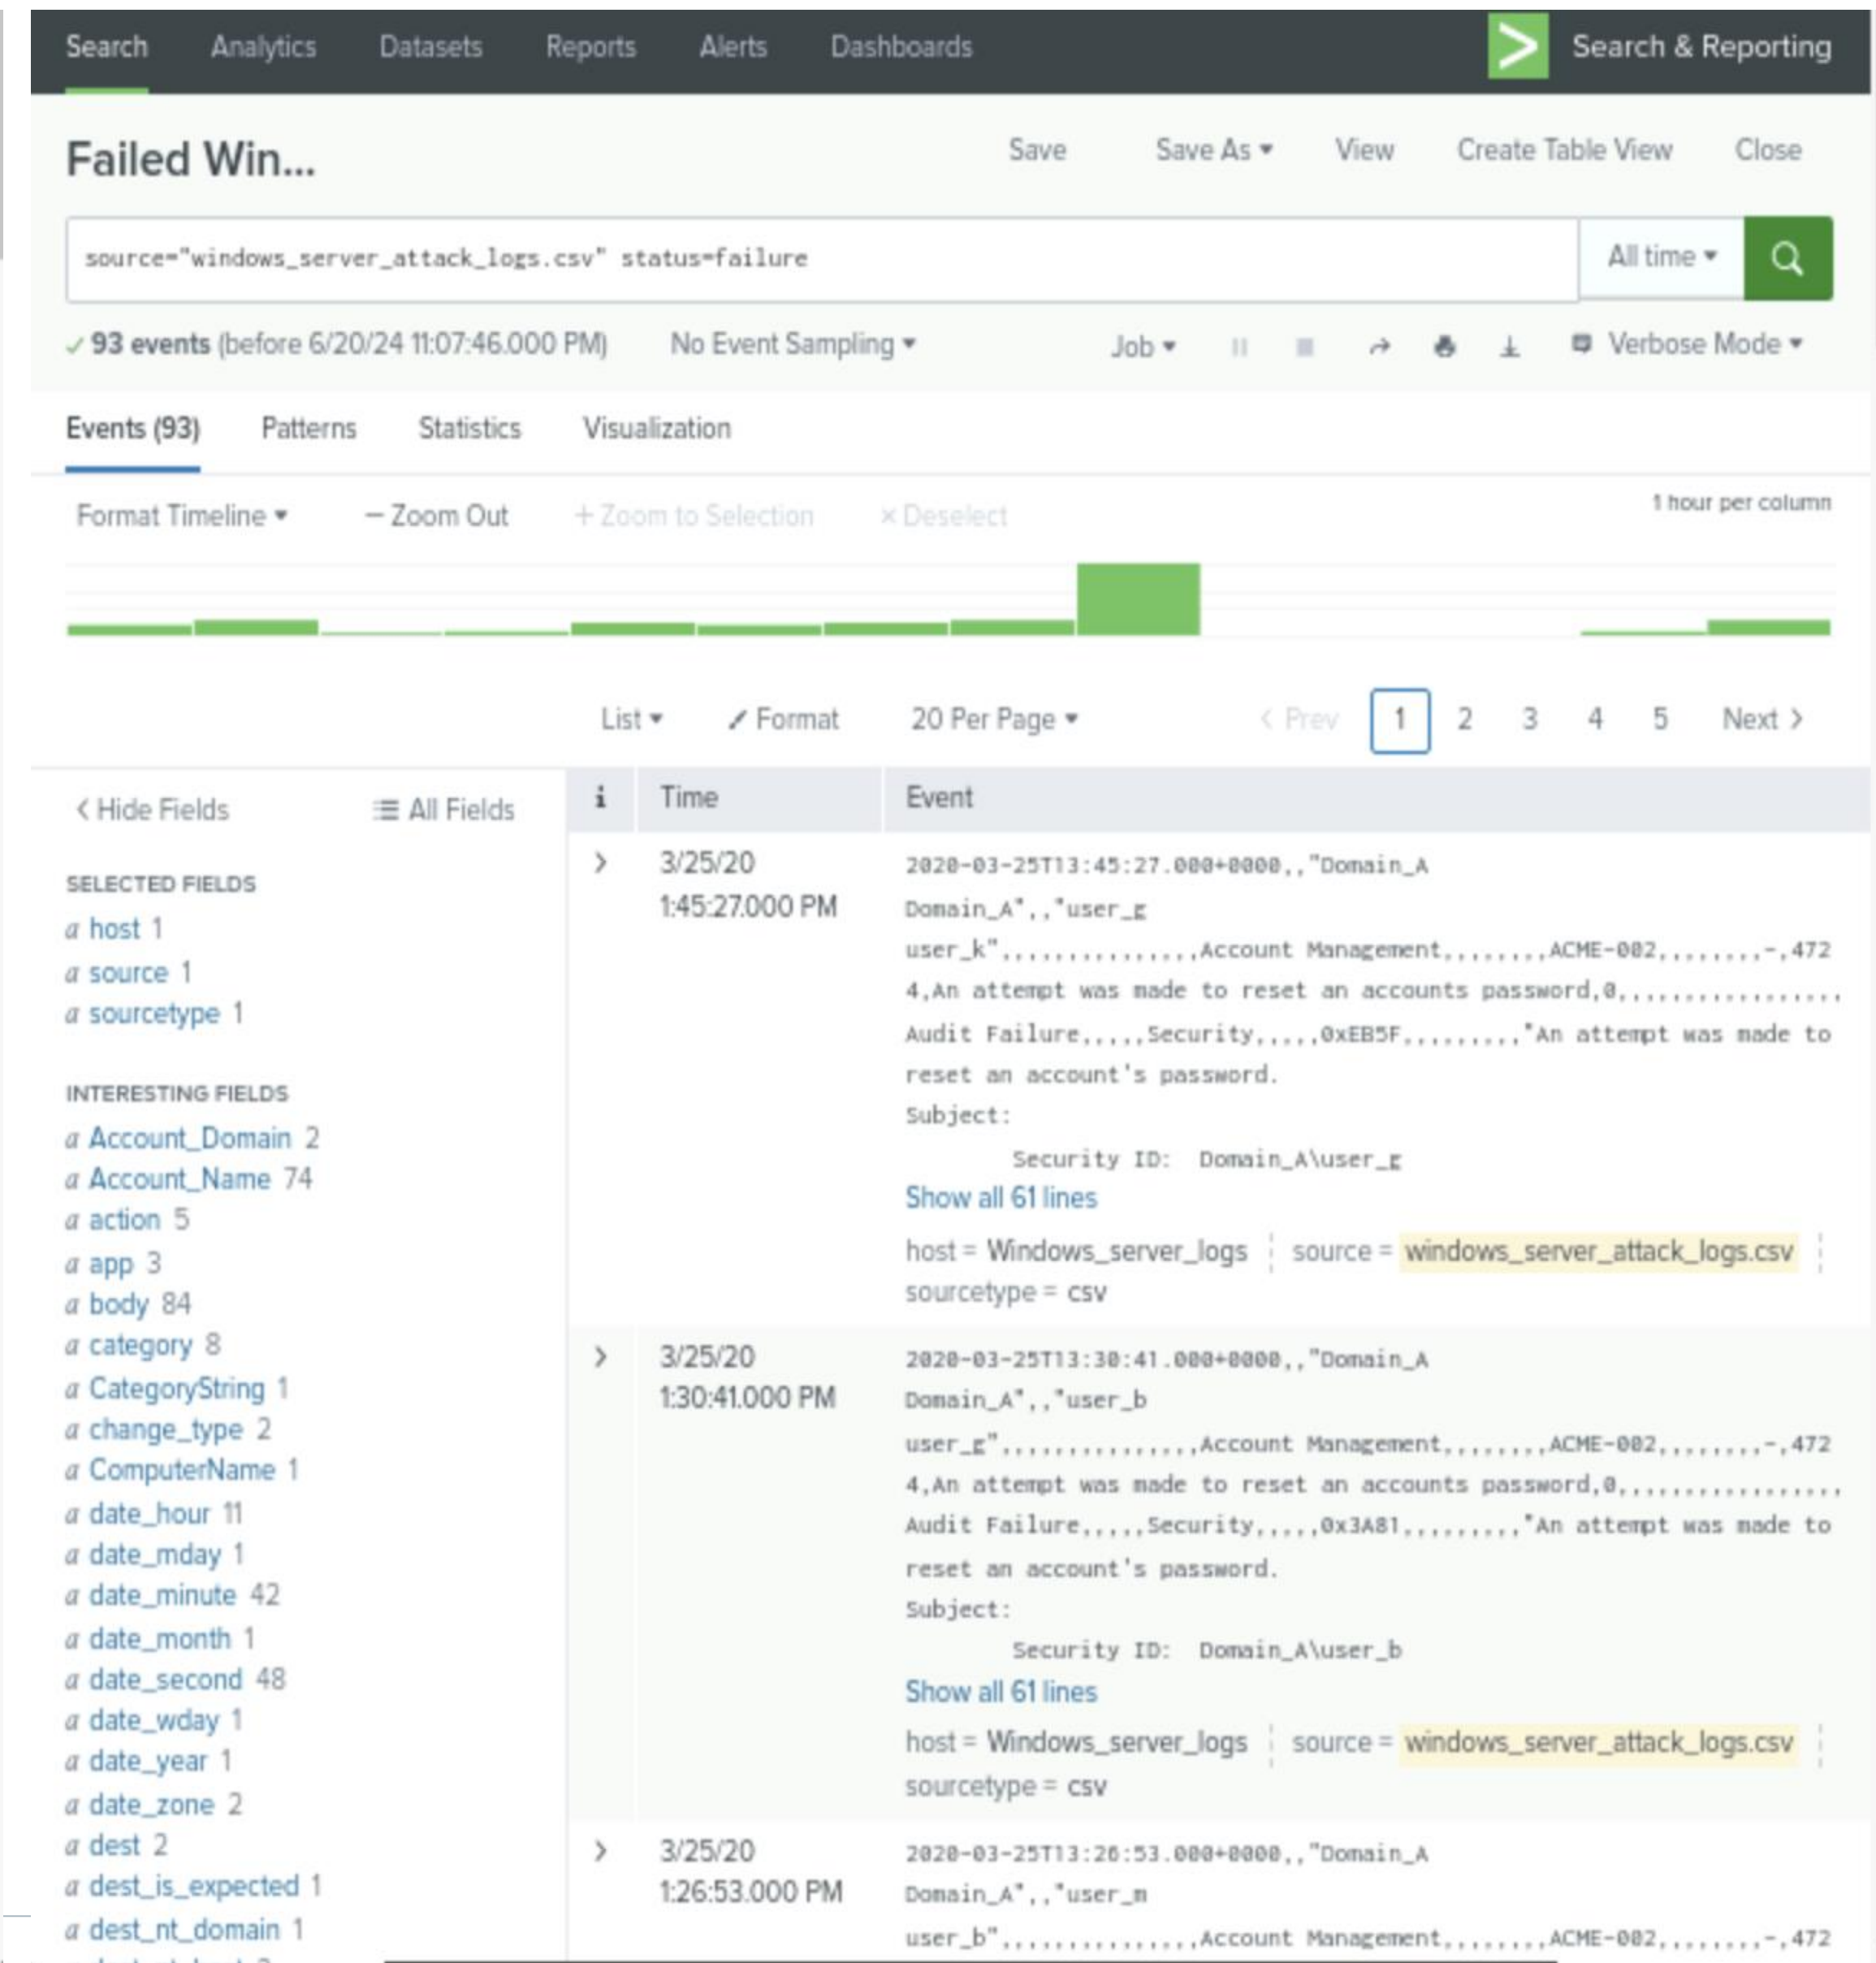 Search Analytics Datasets Reports Alerts Dashboards Search & Reporting
Failed Win... Save Save As View Create Table View Close
source="windows_server_attack_logs.csv" status=failure All time
93 events (before 6/20/24 11:07:46.000 PM) No Event Sampling Job Verbose Mode
Events (93) Patterns Statistics Visualization
Format Timeline — Zoom Out + Zoom to Selection × Deselect 1 hour per column
List Format 20 Per Page < Prev 1 2 3 4 5 Next >
< Hide Fields All Fields
SELECTED FIELDS
a host 1
a source 1
a sourcetype 1
INTERESTING FIELDS
a Account_Domain 2
a Account_Name 74
a action 5
a app 3
a body 84
a category 8
a CategoryString 1
a change_type 2
a ComputerName 1
a date_hour 11
a date_mday 1
a date_minute 42
a date_month 1
a date_second 48
a date_wday 1
a date_year 1
a date_zone 2
a dest 2
a dest_is_expected 1
a dest_nt_domain 1
i Time Event
> 3/25/20
1:45:27.000 PM
2020-03-25T13:45:27.000+0000,,"Domain_A
Domain_A",,"user_g
user_k",,,,,,,,,,,,,,,Account Management,,,,,,,,ACME-002,,,,,,,,-,472
4,An attempt was made to reset an accounts password,0,,,,,,,,,,,,,,,,,
Audit Failure,,,,,Security,,,,,0xEB5F,,,,,,,,,"An attempt was made to
reset an account's password.
Subject:
Security ID: Domain_A\user_g
Show all 61 lines
host = Windows_server_logs source = windows_server_attack_logs.csv
sourcetype = csv
> 3/25/20
1:30:41.000 PM
2020-03-25T13:30:41.000+0000,,"Domain_A
Domain_A",,"user_b
user_g",,,,,,,,,,,,,,,Account Management,,,,,,,,ACME-002,,,,,,,,-,472
4,An attempt was made to reset an accounts password,0,,,,,,,,,,,,,,,,,
Audit Failure,,,,,Security,,,,,0x3A81,,,,,,,,,"An attempt was made to
reset an account's password.
Subject:
Security ID: Domain_A\user_b
Show all 61 lines
host = Windows_server_logs source = windows_server_attack_logs.csv
sourcetype = csv
> 3/25/20
1:26:53.000 PM
2020-03-25T13:26:53.000+0000,,"Domain_A
Domain_A",,"user_m
user_b",,,,,,,,,,,,,,,Account Management,,,,,,,,ACME-002,,,,,,,,-,472